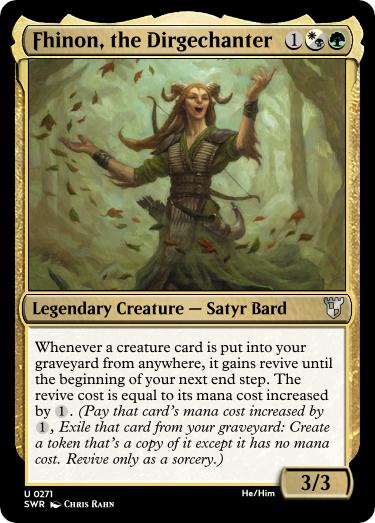 Fhinon, the Dirgechanter 1
Legendary Creature — Satyr Bard
Whenever a creature card is put into your
graveyard from anywhere, it gains revive until
the beginning of your next end step. The
revive cost is equal to its mana cost increased
by 1. (Pay that card's mana cost increased by
1, Exile that card from your graveyard: Create
a token that's a copy of it except it has no mana
cost. Revive only as a sorcery.)
3/3
U 0271
He/Him
SWR Chris Rahn